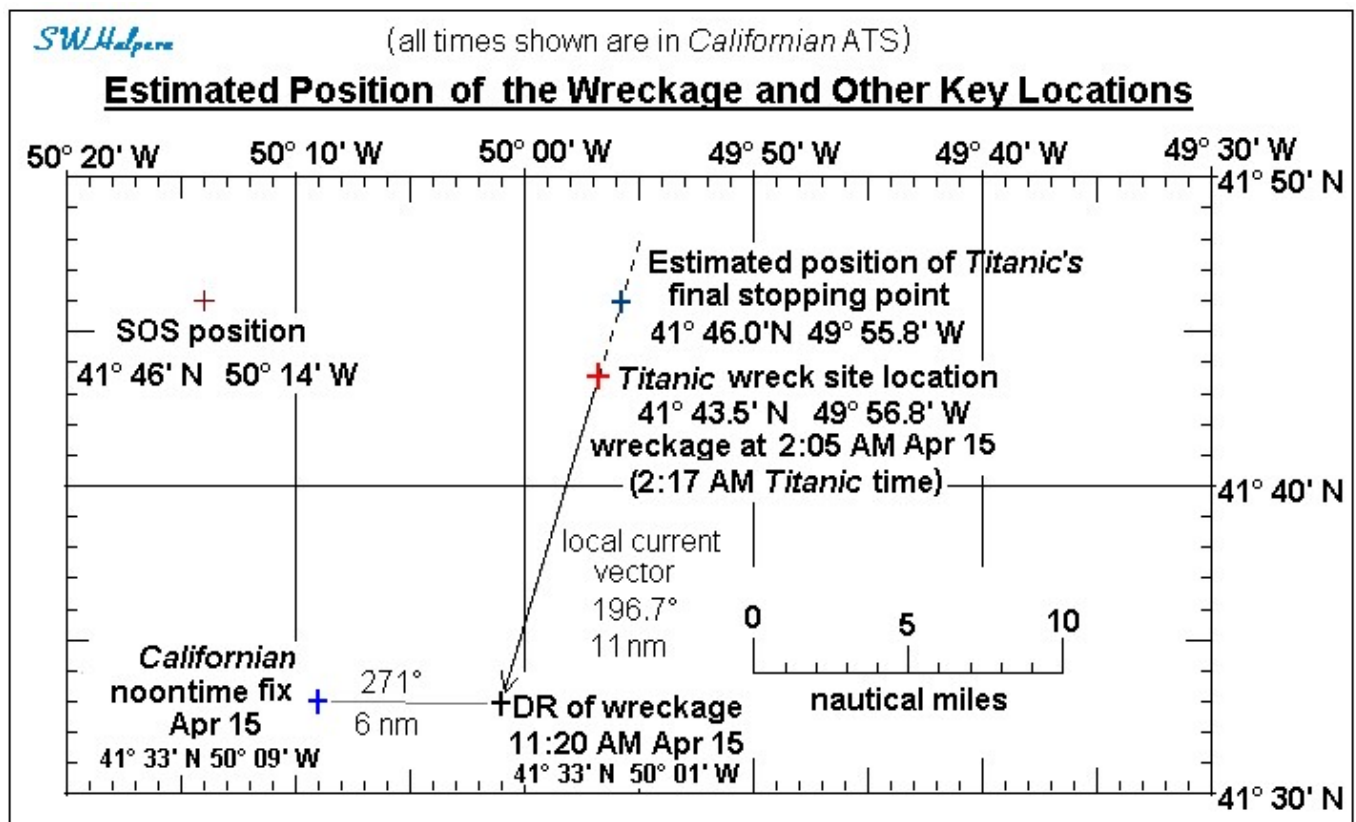 SWHalpern
(all times shown are in Californian ATS)
Estimated Position of the Wreckage and Other Key Locations
50° 20' W 50° 10' W 50° 00' W 49° 50' W 49° 40' W 49° 30' W
41° 50' N
Estimated position of Titanic's
final stopping point
41° 46.0'N 49° 55.8' W
SOS position
41° 46' N 50° 14' W
Titanic wreck site location
41° 43.5' N 49° 56.8' W
wreckage at 2:05 AM Apr 15
(2:17 AM Titanic time)
41° 40' N
local current
vector
196.7°
11 nm
0 5 10
nautical miles
Californian
noontime fix
Apr 15
41° 33' N 50° 09' W
271°
6 nm
DR of wreckage
11:20 AM Apr 15
41° 33' N 50° 01' W
41° 30' N